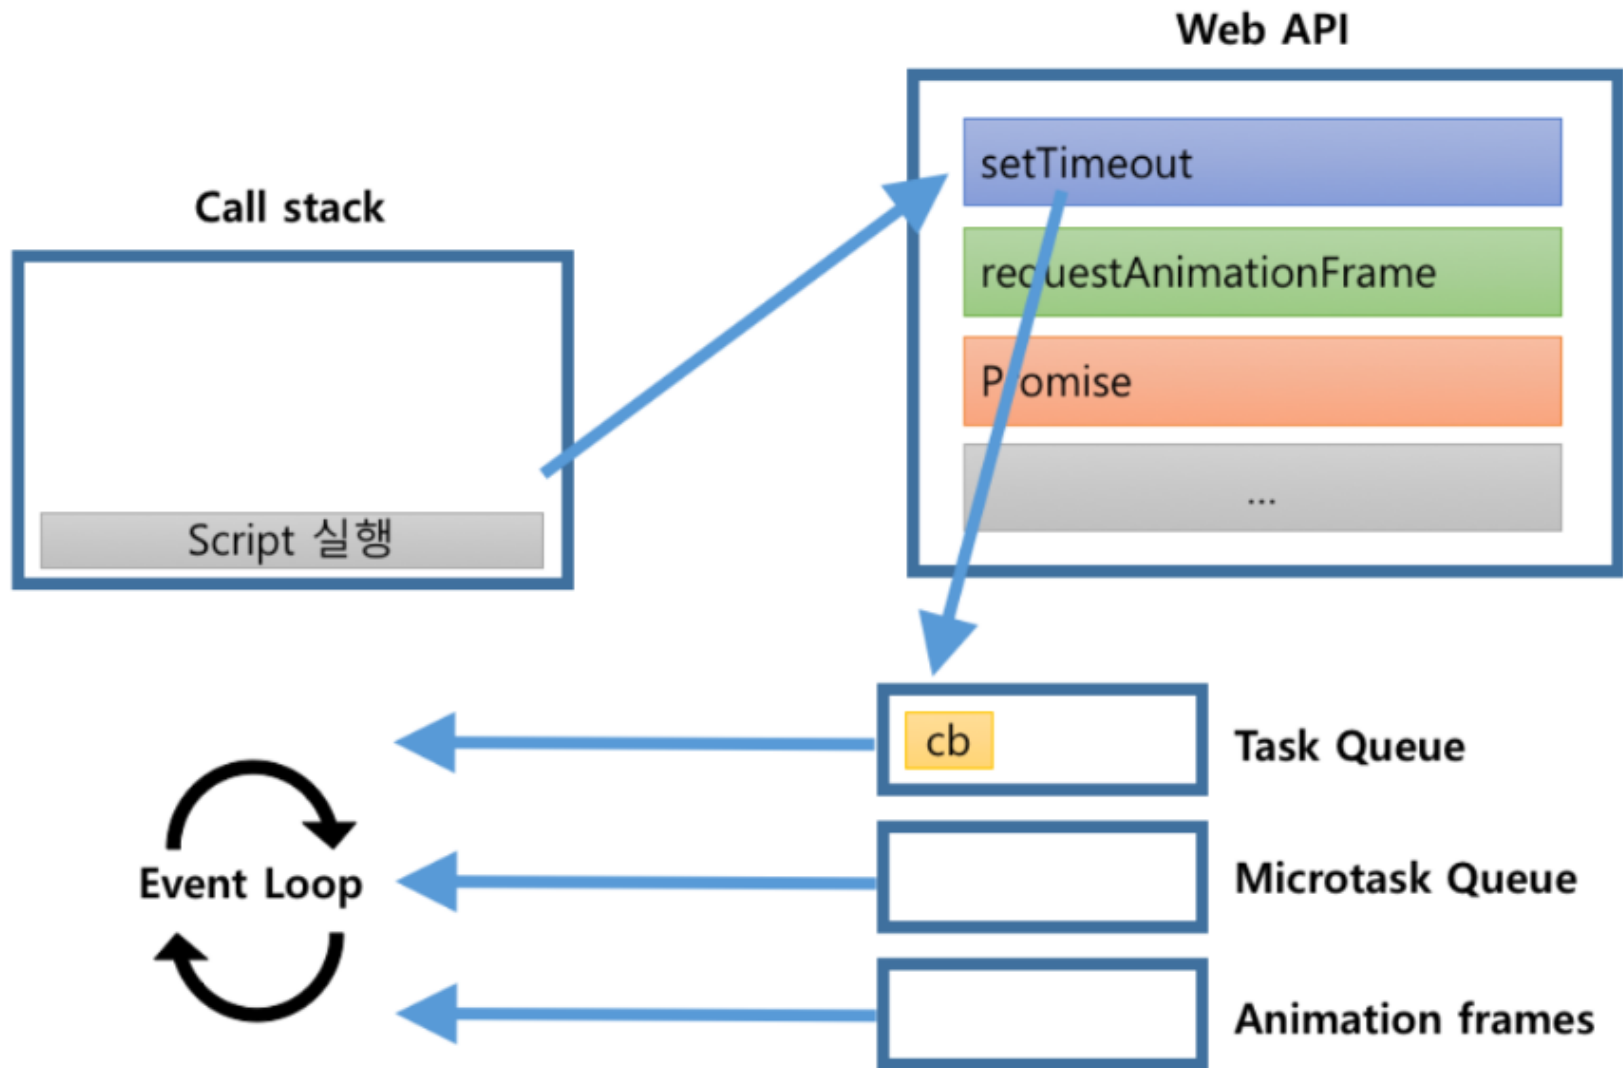 Web API
setTimeout
Call stack
requestAnimationFrame
Promise
...
Script 실행
cb
Task Queue
Event Loop
Microtask Queue
Animation frames